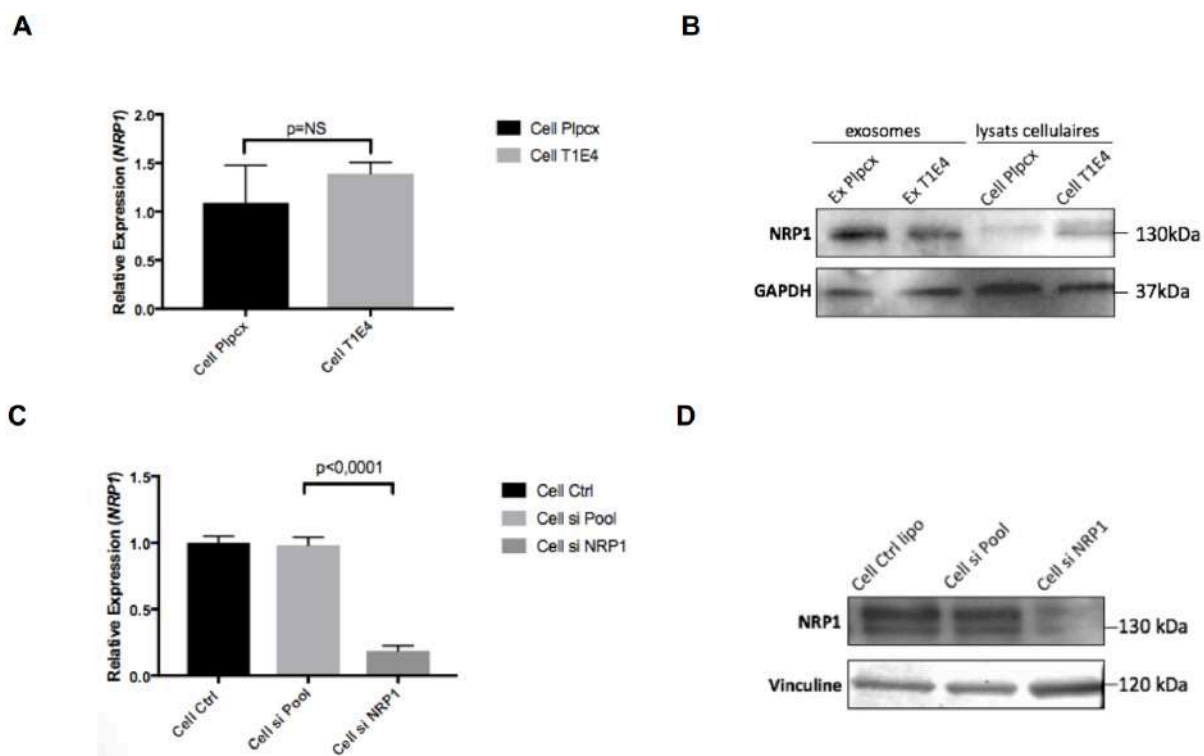 A
Relative Expression (NRP1)
2.0
1.5
1.0
0.5
0.0
p=NS
Cell Plpcx
Cell T1E4
Cell Plpcx
Cell T1E4
B
exosomes
lysats cellulaires
Ex Plpcx
Ex T1E4
Cell Plpcx
Cell T1E4
NRP1
130kDa
GAPDH
37kDa
C
Relative Expression (NRP1)
1.5
1.0
0.5
0.0
p<0,0001
Cell Ctrl
Cell si Pool
Cell si NRP1
Cell Ctrl
Cell si Pool
Cell si NRP1
D
Cell Ctrl lipo
Cell si Pool
Cell si NRP1
NRP1
130 kDa
Vinculine
120 kDa